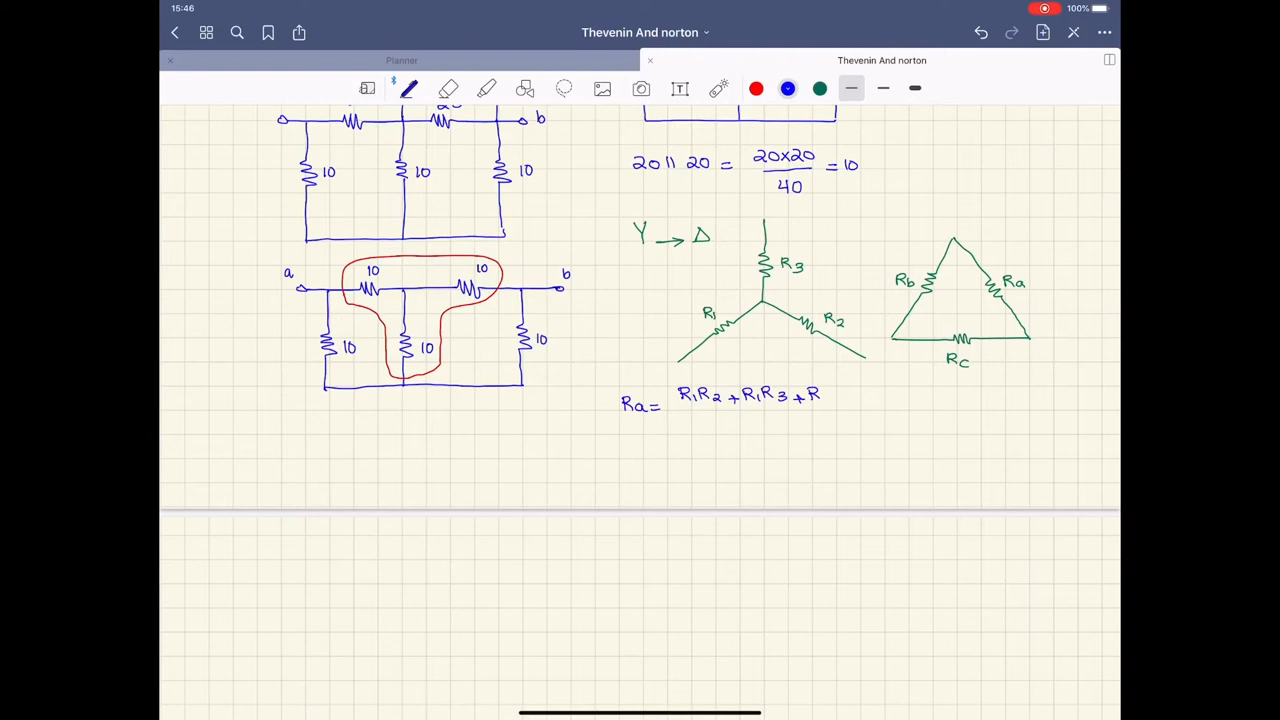 15:46
100%
Thevenin And norton
Planner
Thevenin And norton
20
b
10
10
10
20 || 20 = 20x20 / 40 = 10
Y → Δ
R3
R1
R2
Rb
Ra
Rc
a
10
10
b
10
10
10
Ra = R1R2 + R1R3 + R